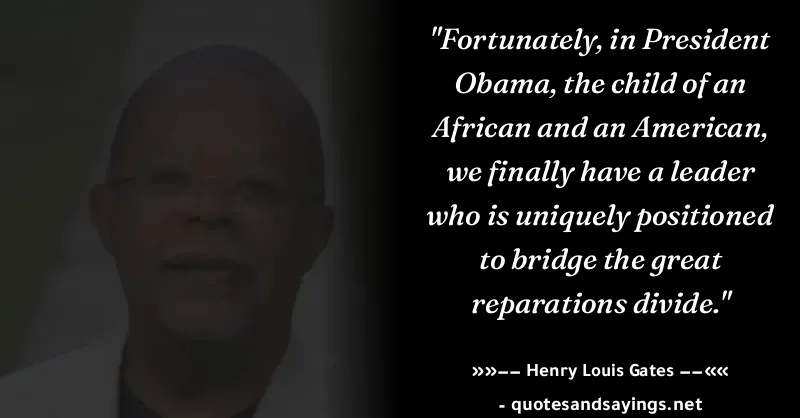 "Fortunately, in President
Obama, the child of an
African and an American,
we finally have a leader
who is uniquely positioned
to bridge the great
reparations divide."
»»−− Henry Louis Gates −−««
- quotesandsayings.net